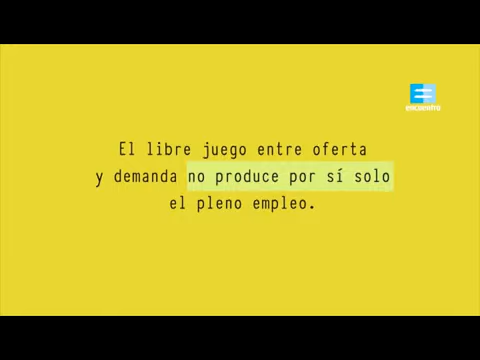 encuentro
El libre juego entre oferta
y demanda no produce por sí solo
el pleno empleo.